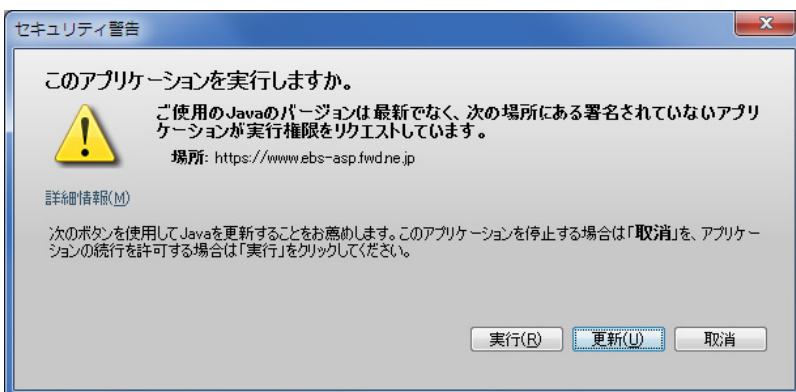 セキュリティ警告
このアプリケーションを実行しますか。
ご使用のJavaのバージョンは最新でなく、次の場所にある署名されていないアプリ
ケーションが実行権限をリクエストしています。
場所: https://www.ebs-asp.fwd.ne.jp
詳細情報(M)
次のボタンを使用してJavaを更新することをお薦めします。このアプリケーションを停止する場合は「取消」を、アプリケー
ションの続行を許可する場合は「実行」をクリックしてください。
実行(R) 更新(U) 取消